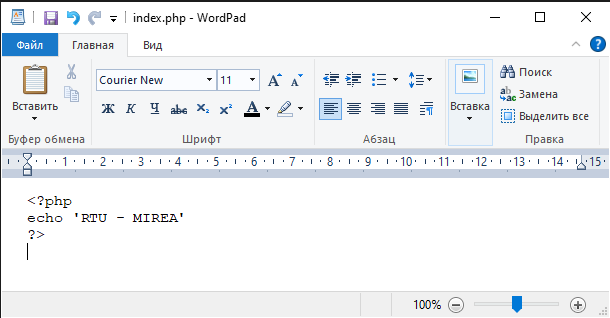 index.php - WordPad
Файл Главная Вид
Вставить
Буфер обмена
Courier New 11
Ж К Ч abc X₂ X² A
Шрифт
Абзац
Вставка
Поиск
Замена
Выделить все
Правка
1 2 3 4 5 6 7 8 9 10 11 12 13 14 15
<?php
echo 'RTU - MIREA'
?>
100%